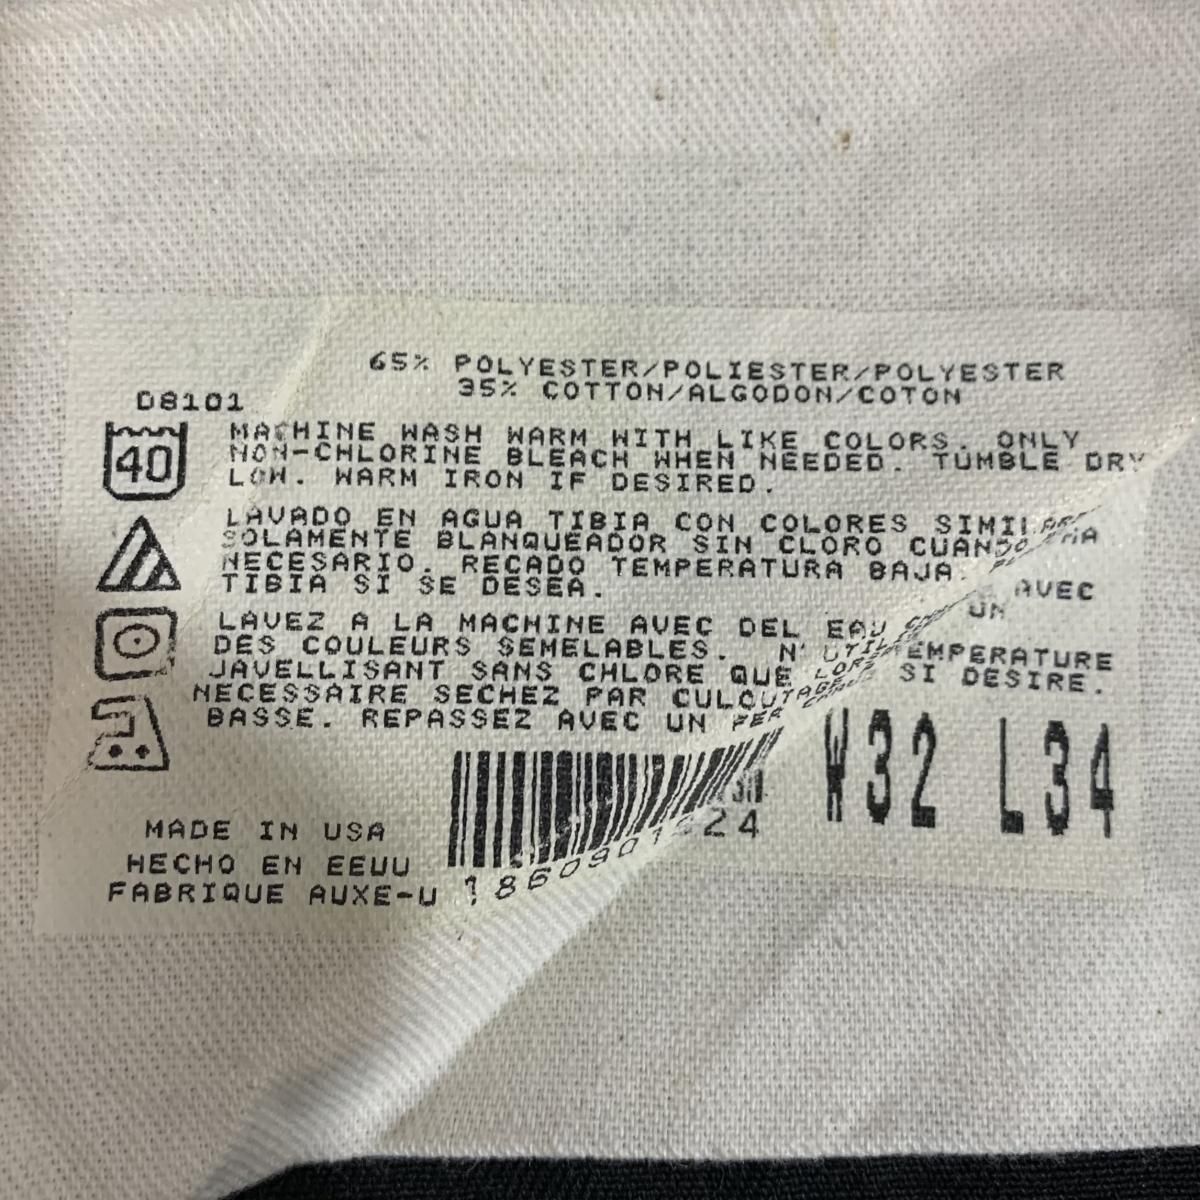 65% POLYESTER/POLIESTER/POLYESTER
35% COTTON/ALGODON/COTON
D8101
40
MACHINE WASH WARM WITH LIKE COLORS. ONLY
NON-CHLORINE BLEACH WHEN NEEDED. TUMBLE DRY
LOW. WARM IRON IF DESIRED.
LAVADO EN AGUA TIBIA CON COLORES
SOLAMENTE BLANQUEADOR SIN CLORO CUANDO
NECESARIO. RECADO TEMPERATURA BAJA.
TIBIA SI SE DESEA.
LAVEZ A LA MACHINE AVEC DEL EAU AVEC
DES COULEURS SEMELABLES. UN
JAVELLISANT SANS CHLORE QUE TEMPERATURE
NECESSAIRE SECHEZ PAR CULOUTAGE SI DESIRE.
BASSE. REPASSEZ AVEC UN FER
W32 L34
MADE IN USA
HECHO EN EEUU
FABRIQUE AUXE-U